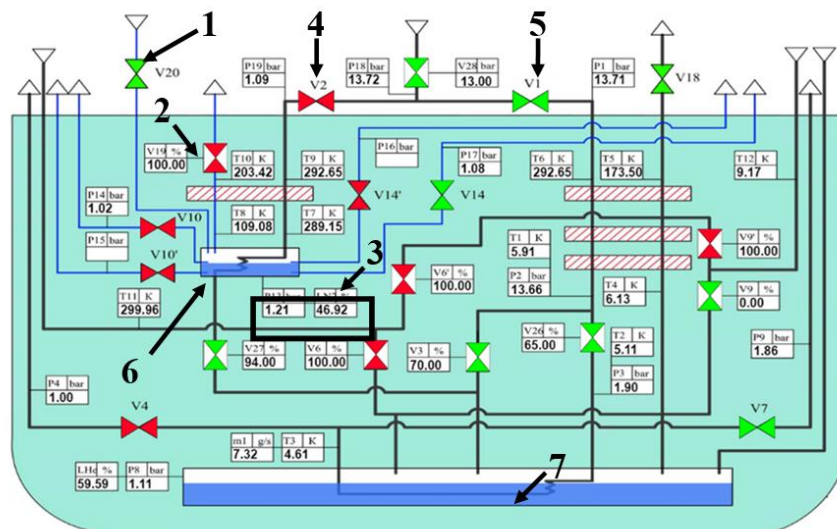 1
4
5
V20
P19 bar
1.09
P18 bar
13.72
V28 bar
13.00
P1 bar
13.71
V18
V2
V1
2
V19 %
100.00
T10 K
203.42
T9 K
292.65
P16 bar
P17 bar
1.08
T6 K
292.65
T5 K
173.50
T12 K
9.17
P14 bar
1.02
V10
V14'
V14
T8 K
109.08
T7 K
289.15
P15 bar
V10'
3
T1 K
5.91
V9' %
100.00
P2 bar
13.66
T4 K
6.13
T11 K
299.96
6
1.21
46.92
V6' %
100.00
V9 %
0.00
V27 %
94.00
V6 %
100.00
V3 %
70.00
V26 %
65.00
T2 K
5.11
P9 bar
1.86
P4 bar
1.00
V4
P3 bar
1.90
V7
m1 g/s
7.32
T3 K
4.61
7
LHe %
59.59
P8 bar
1.11